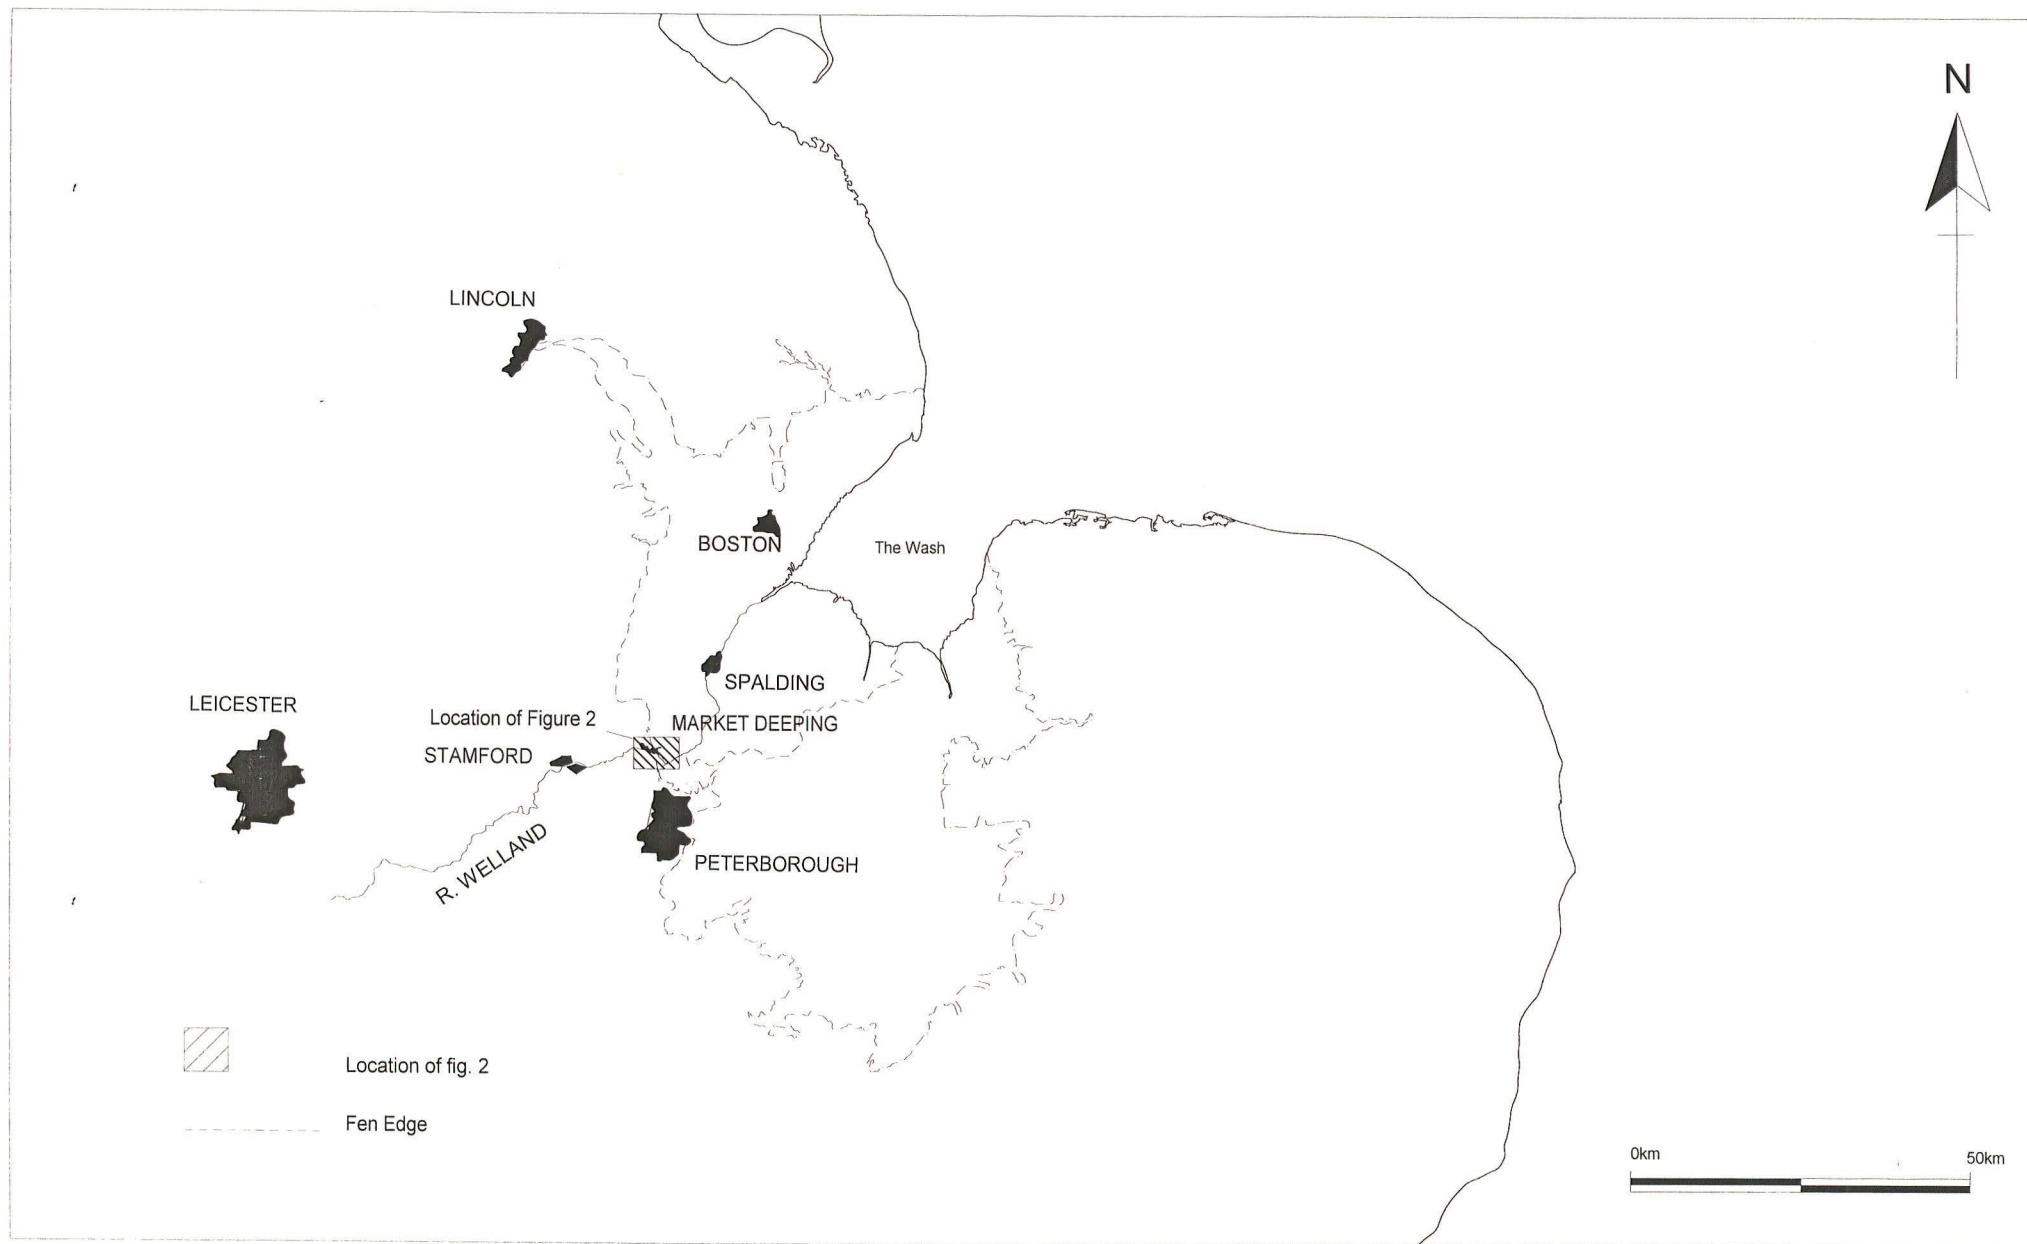 N
LINCOLN
BOSTON
The Wash
SPALDING
LEICESTER
Location of Figure 2
MARKET DEEPING
STAMFORD
R. WELLAND
PETERBOROUGH
Location of fig. 2
Fen Edge
0km
50km